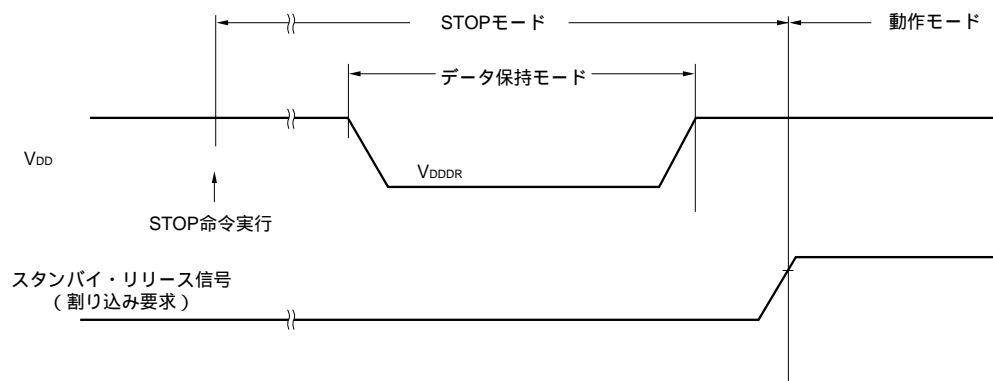 STOPモード
動作モード
データ保持モード
VDD
VDDDR
STOP命令実行
スタンバイ・リリース信号
(割り込み要求)